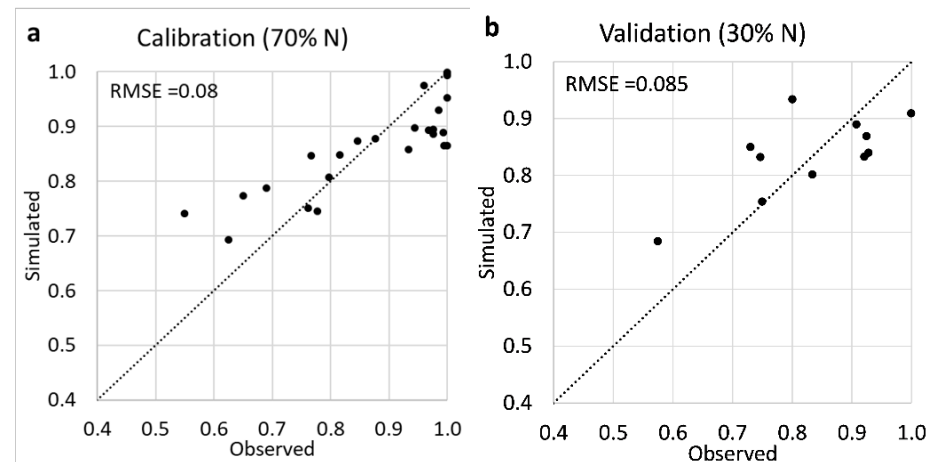 a
Calibration (70% N)
RMSE =0.08
1.0
0.9
0.8
0.7
0.6
0.5
0.4
Simulated
0.4 0.5 0.6 0.7 0.8 0.9 1.0
Observed
b
Validation (30% N)
RMSE =0.085
1.0
0.9
0.8
0.7
0.6
0.5
0.4
Simulated
0.4 0.5 0.6 0.7 0.8 0.9 1.0
Observed